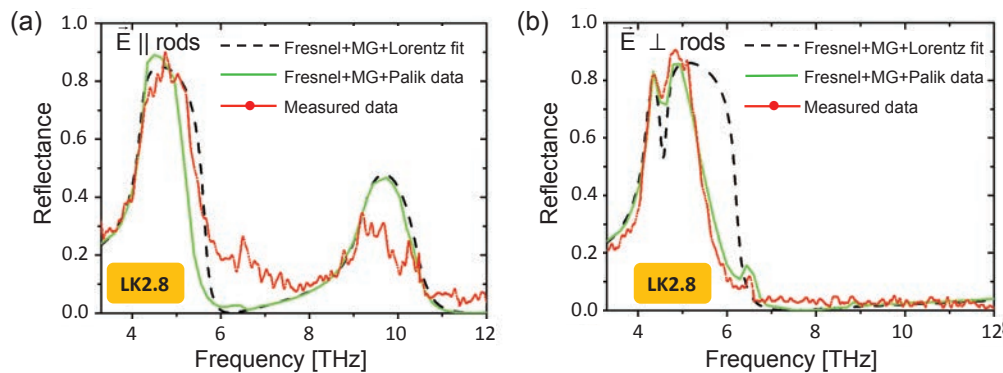 (a)
E⃗ || rods
Fresnel+MG+Lorentz fit
Fresnel+MG+Palik data
Measured data
LK2.8
Reflectance
1.0
0.8
0.6
0.4
0.2
0.0
4 6 8 10 12
Frequency [THz]
(b)
E⃗ ⊥ rods
Fresnel+MG+Lorentz fit
Fresnel+MG+Palik data
Measured data
LK2.8
Reflectance
1.0
0.8
0.6
0.4
0.2
0.0
4 6 8 10 12
Frequency [THz]